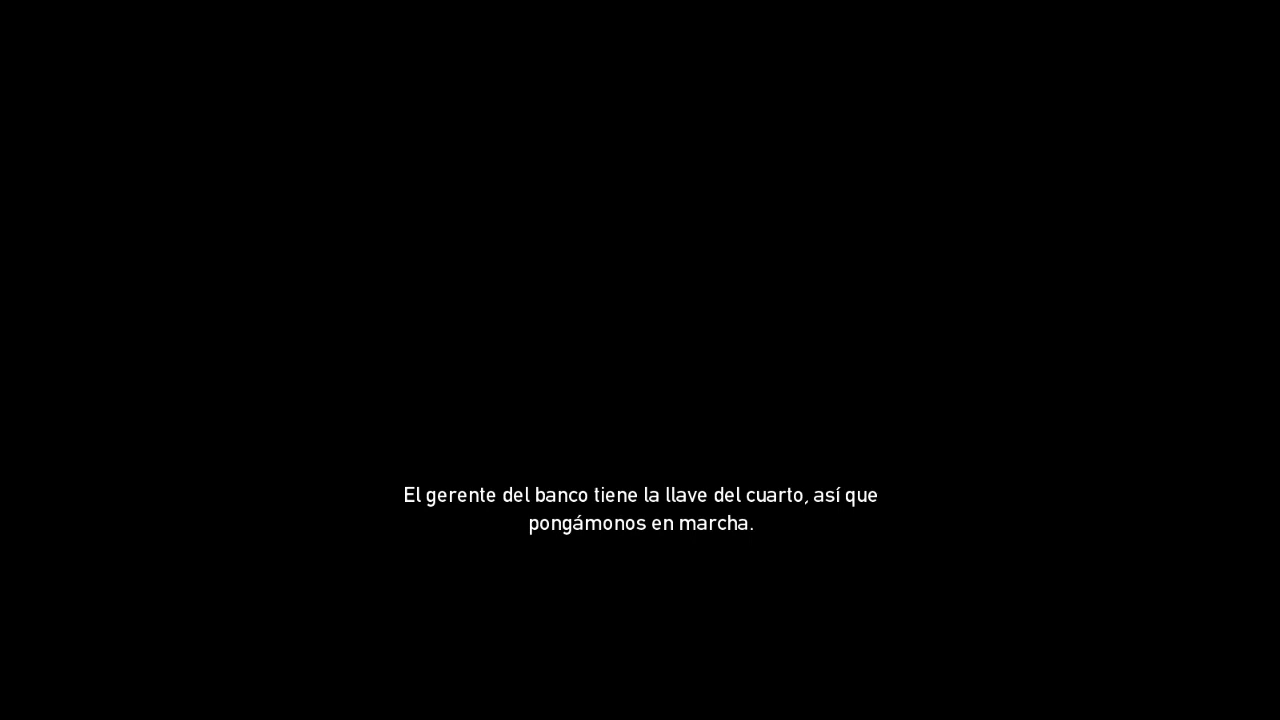 El gerente del banco tiene la llave del cuarto, así que
pongámonos en marcha.